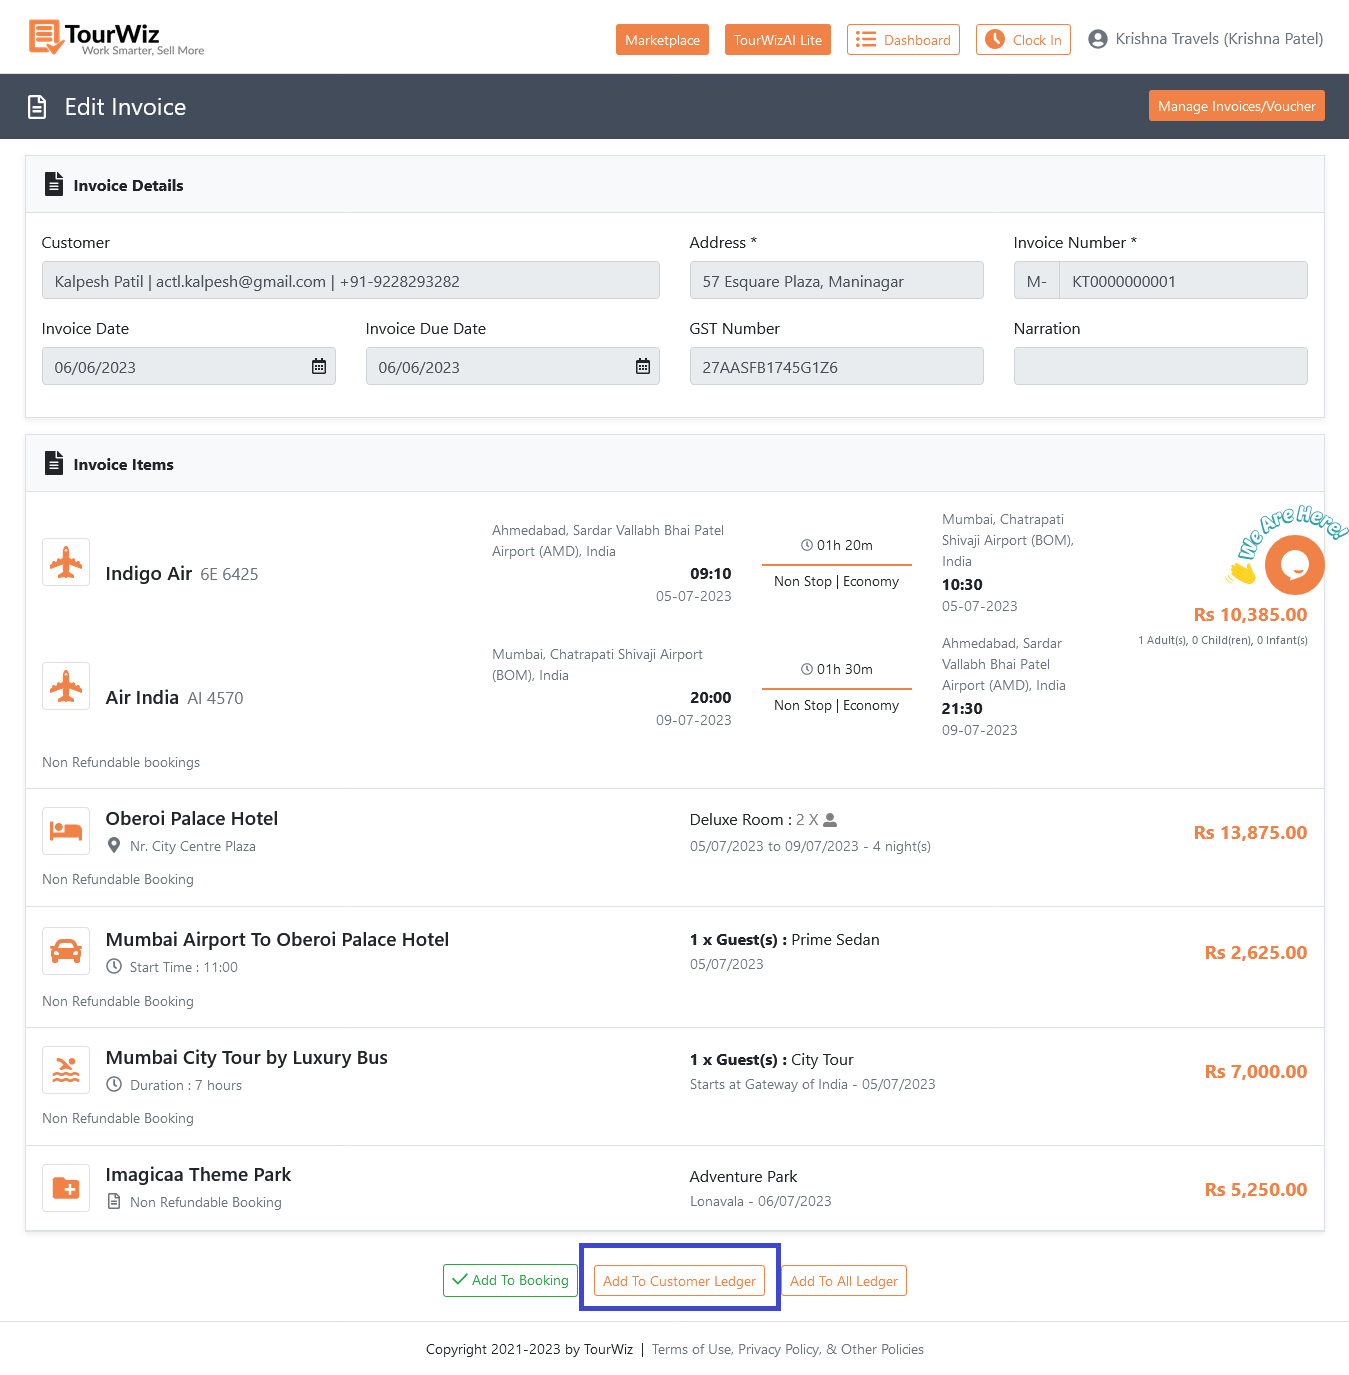 TourWiz
Work Smarter, Sell More
Marketplace
TourWizAI Lite
Dashboard
Clock In
Krishna Travels (Krishna Patel)
Edit Invoice
Manage Invoices/Voucher
Invoice Details
Customer
Address *
Invoice Number *
Kalpesh Patil | actl.kalpesh@gmail.com | +91-9228293282
57 Esquare Plaza, Maninagar
M- KT0000000001
Invoice Date
Invoice Due Date
GST Number
Narration
06/06/2023
06/06/2023
27AASFB1745G1Z6
Invoice Items
Indigo Air 6E 6425
Ahmedabad, Sardar Vallabh Bhai Patel
Airport (AMD), India
09:10
05-07-2023
01h 20m
Non Stop | Economy
Mumbai, Chatrapati
Shivaji Airport (BOM),
India
10:30
05-07-2023
We Are Here!
Rs 10,385.00
1 Adult(s), 0 Child(ren), 0 Infant(s)
Air India AI 4570
Mumbai, Chatrapati Shivaji Airport
(BOM), India
20:00
09-07-2023
01h 30m
Non Stop | Economy
Ahmedabad, Sardar
Vallabh Bhai Patel
Airport (AMD), India
21:30
09-07-2023
Non Refundable bookings
Oberoi Palace Hotel
Nr. City Centre Plaza
Deluxe Room : 2 X
05/07/2023 to 09/07/2023 - 4 night(s)
Rs 13,875.00
Non Refundable Booking
Mumbai Airport To Oberoi Palace Hotel
Start Time : 11:00
1 x Guest(s) : Prime Sedan
05/07/2023
Rs 2,625.00
Non Refundable Booking
Mumbai City Tour by Luxury Bus
Duration : 7 hours
1 x Guest(s) : City Tour
Starts at Gateway of India - 05/07/2023
Rs 7,000.00
Non Refundable Booking
Imagicaa Theme Park
Non Refundable Booking
Adventure Park
Lonavala - 06/07/2023
Rs 5,250.00
Add To Booking
Add To Customer Ledger
Add To All Ledger
Copyright 2021-2023 by TourWiz | Terms of Use, Privacy Policy, & Other Policies